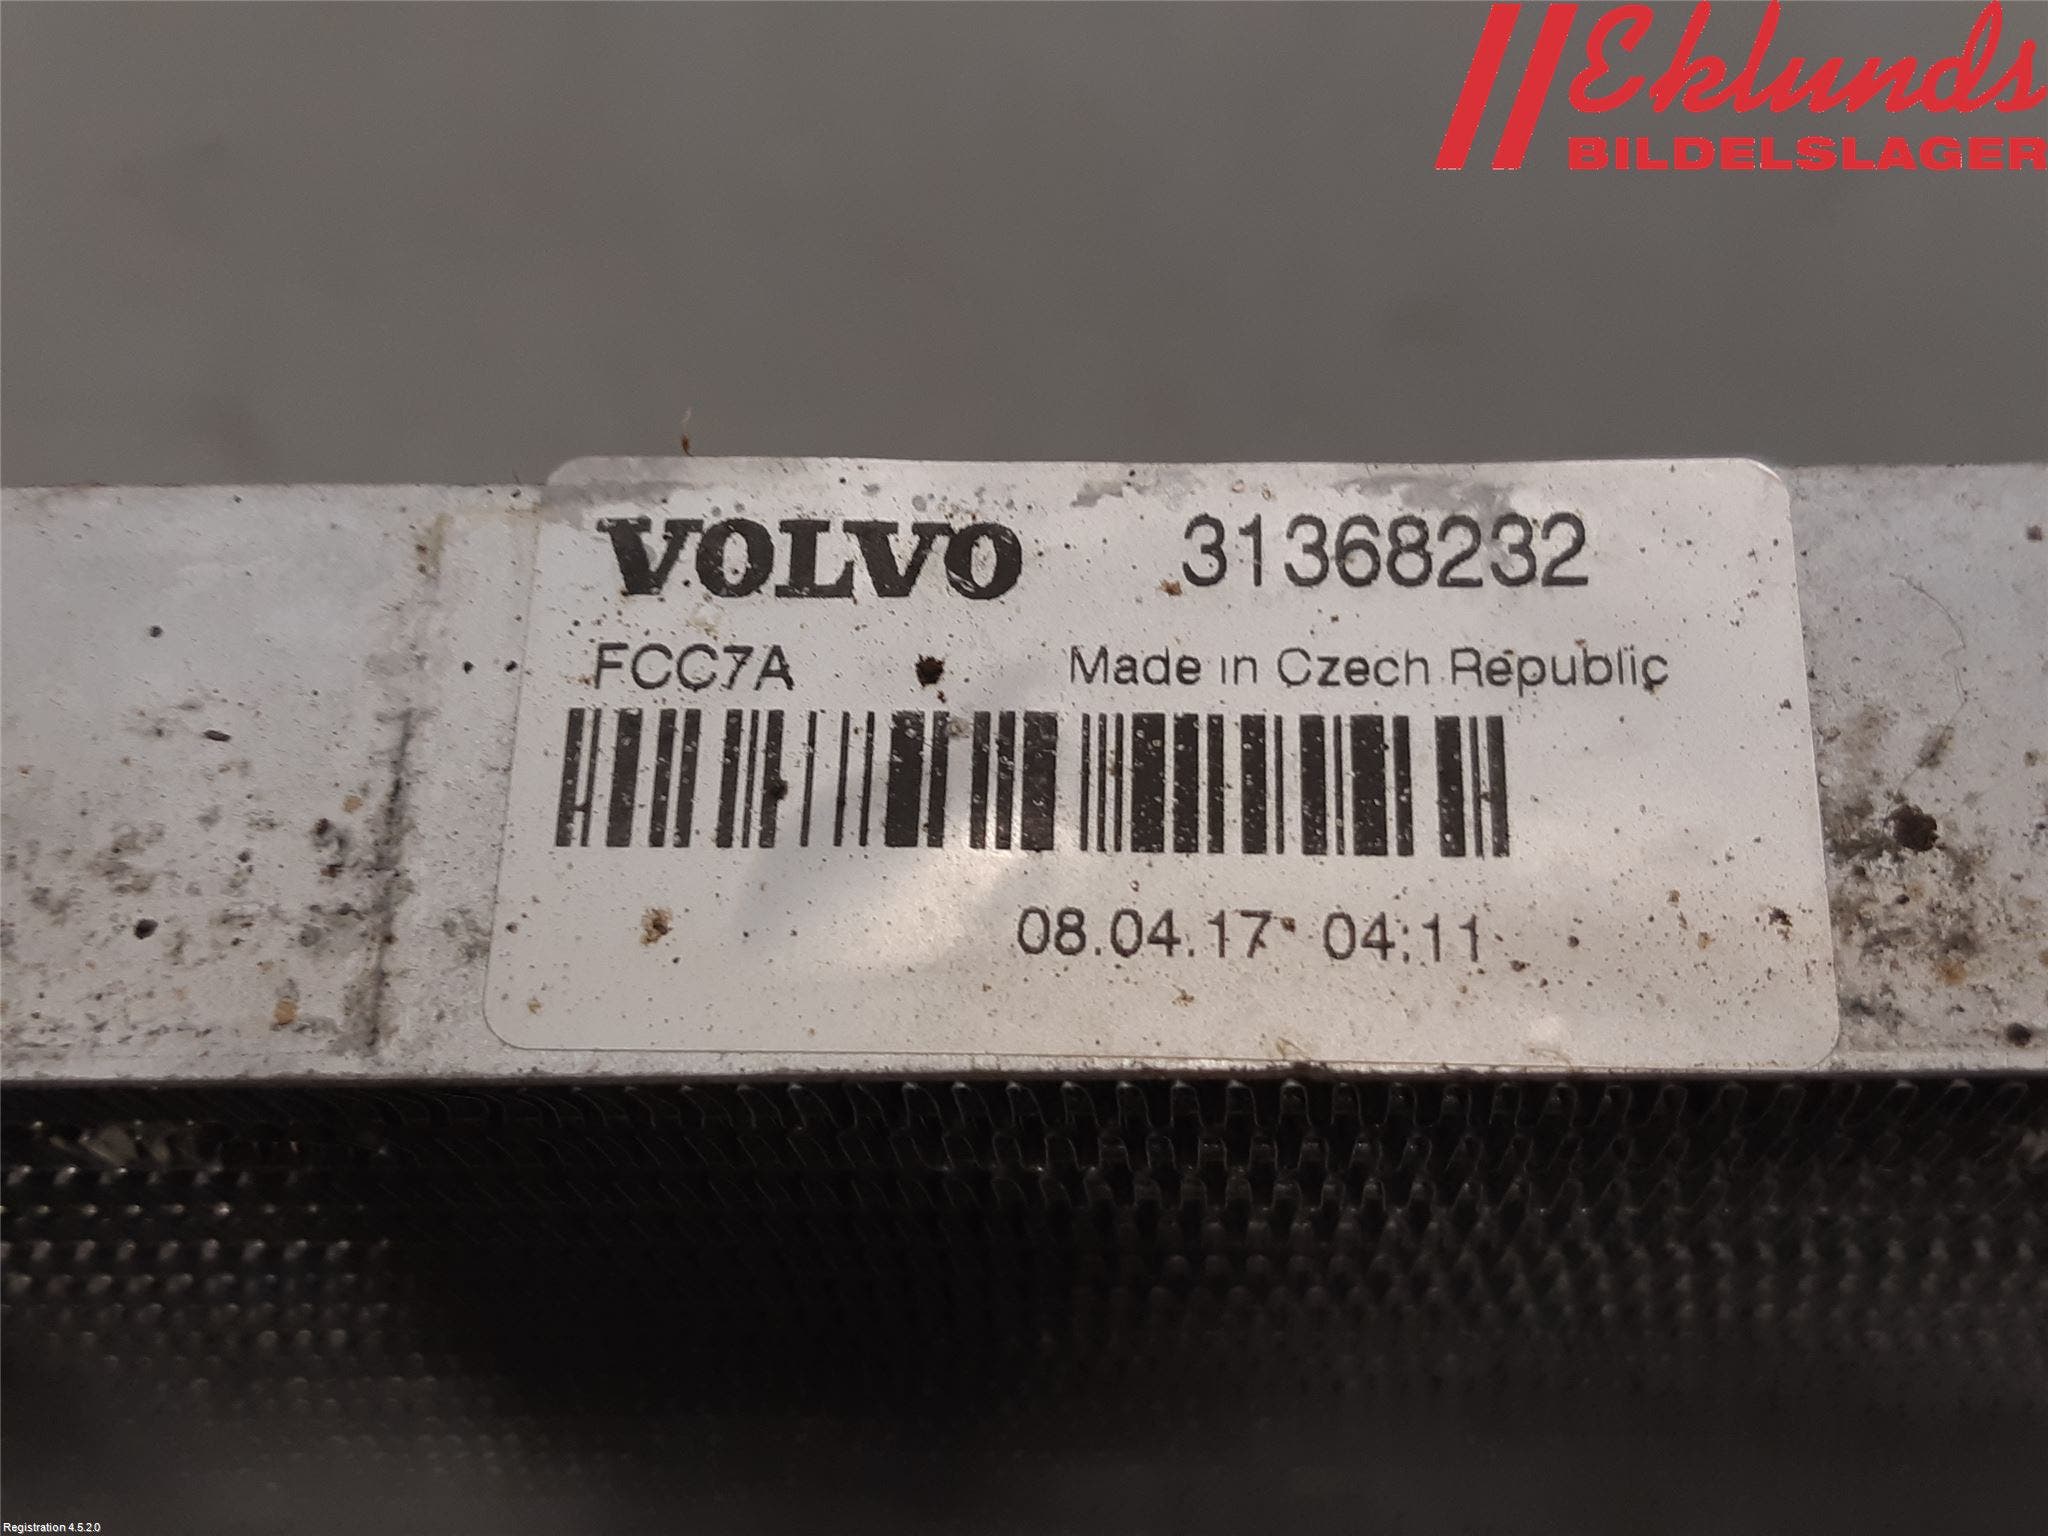 Eklunds
BILDELSLAGER
VOLVO 31368232
FCC7A Made in Czech Republic
08.04.17 04:11
Registration 4.5.2.0